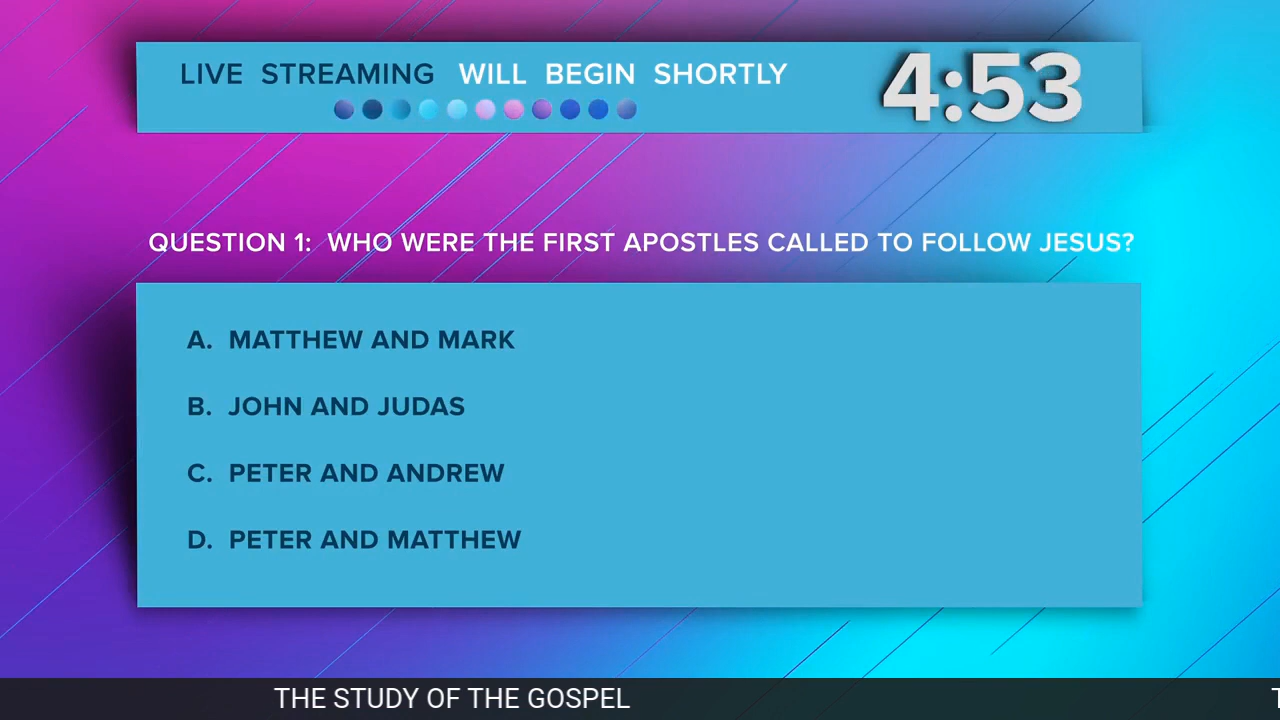 LIVE STREAMING WILL BEGIN SHORTLY
4:53
QUESTION 1: WHO WERE THE FIRST APOSTLES CALLED TO FOLLOW JESUS?
A. MATTHEW AND MARK
B. JOHN AND JUDAS
C. PETER AND ANDREW
D. PETER AND MATTHEW
THE STUDY OF THE GOSPEL